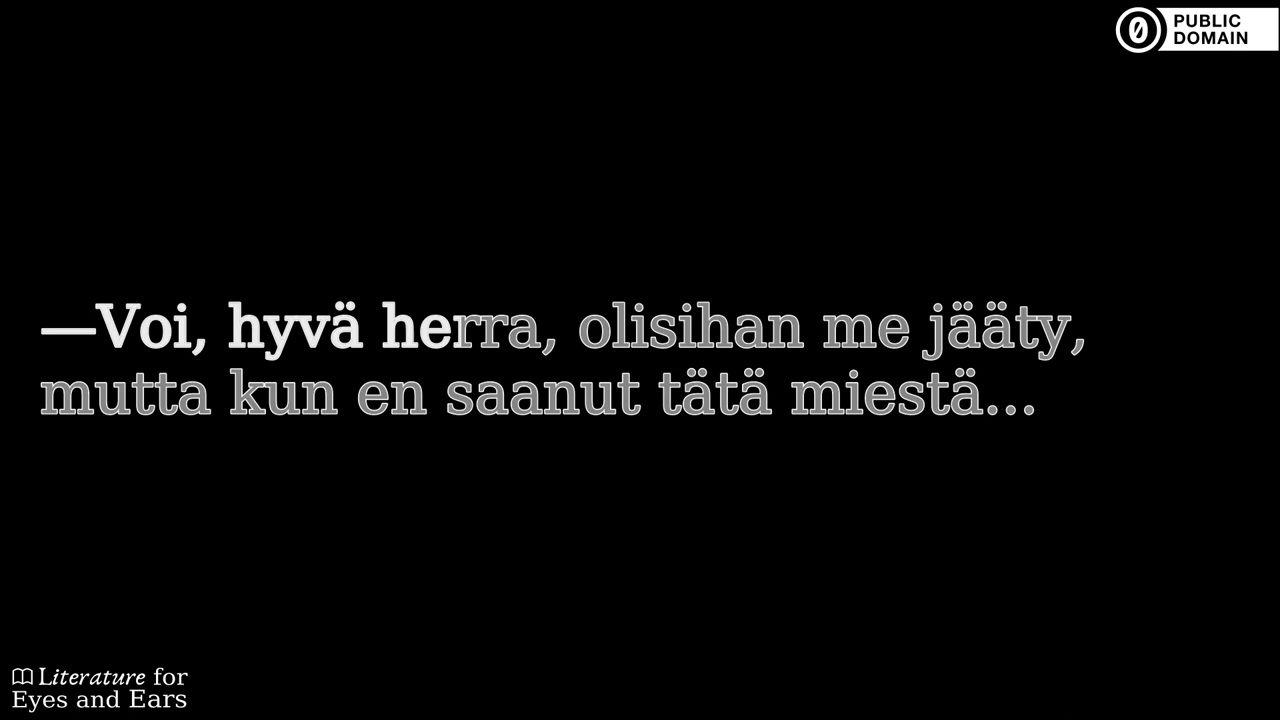 PUBLIC
DOMAIN
—Voi, hyvä herra, olisihan me jääty,
mutta kun en saanut tätä miestä...
Literature for
Eyes and Ears